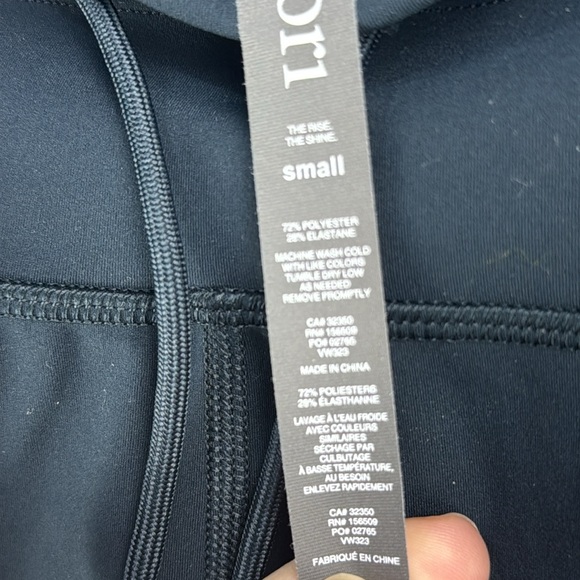 ori
THE RISE.
THE SHINE.
small
72% POLYESTER
28% ELASTANE
MACHINE WASH COLD
WITH LIKE COLORS
TUMBLE DRY LOW
AS NEEDED
REMOVE PROMPTLY
CA# 32350
RN# 156509
PO# 02765
VW323
MADE IN CHINA
72% POLIESTERS
28% ÉLASTHANNE
LAVAGE À L'EAU FROIDE
AVEC COULEURS
SIMILAIRES
SÉCHAGE PAR
CULBUTAGE
À BASSE TEMPÉRATURE,
AU BESOIN
ENLEVEZ RAPIDEMENT
CA# 32350
RN# 156509
PO# 02765
VW323
FABRIQUÉ EN CHINE